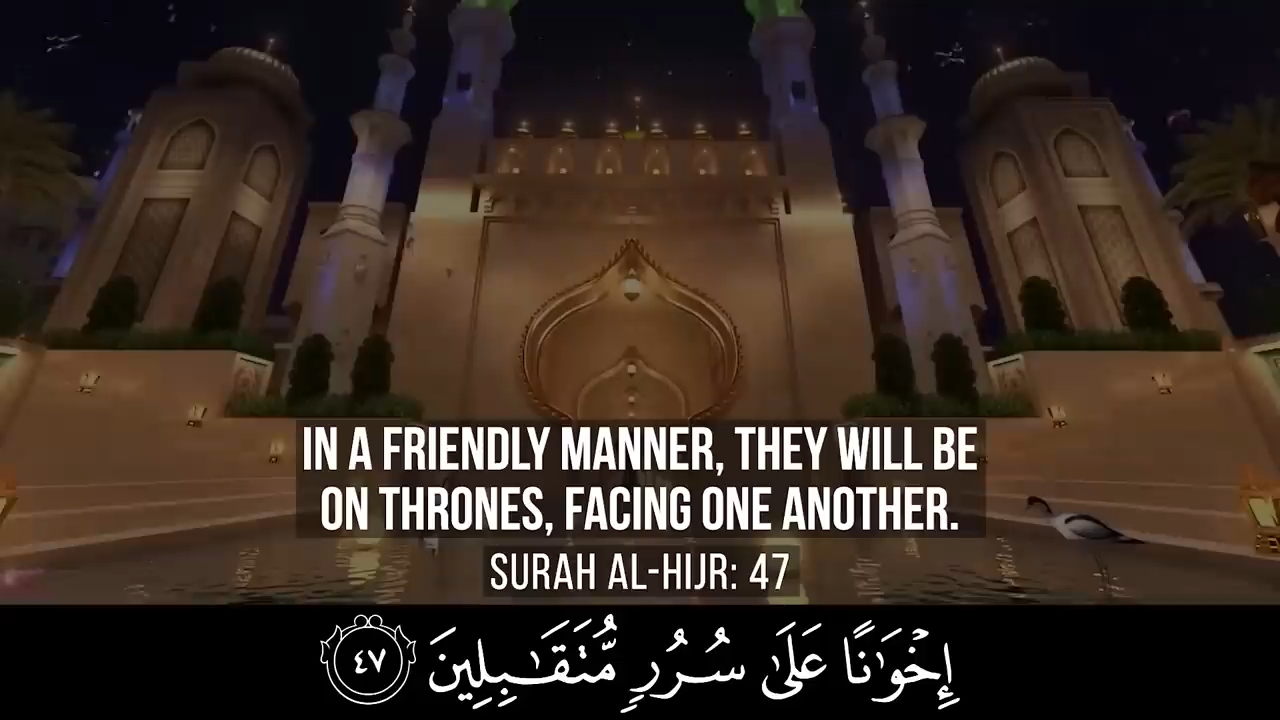 IN A FRIENDLY MANNER, THEY WILL BE
ON THRONES, FACING ONE ANOTHER.
SURAH AL-HIJR: 47
إِخْوَٰنًا عَلَىٰ سُرُرٍ مُّتَقَـٰبِلِينَ ٤٧